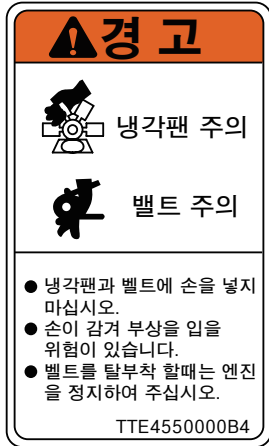 경고
냉각팬 주의
밸트 주의
● 냉각팬과 벨트에 손을 넣지
마십시오.
● 손이 감겨 부상을 입을
위험이 있습니다.
● 벨트를 탈부착 할때는 엔진
을 정지하여 주십시오.
TTE4550000B4